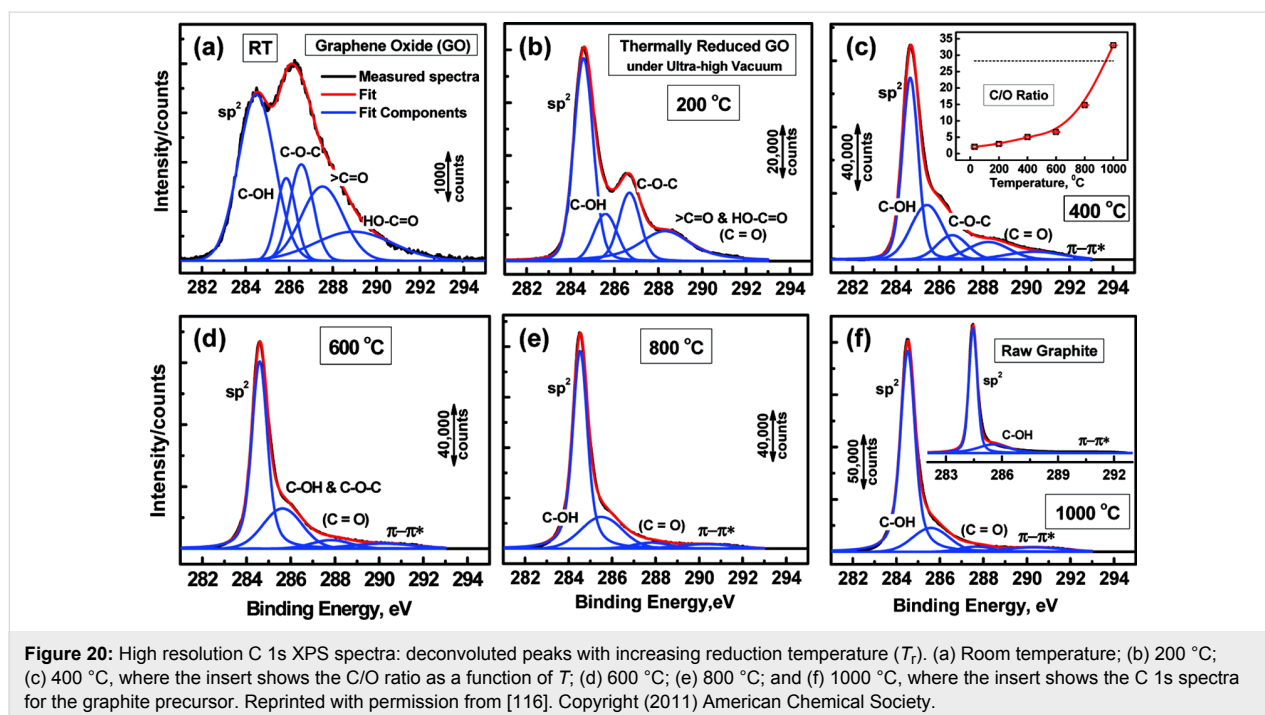 (a) RT Graphene Oxide (GO)
Measured spectra
Fit
Fit Components
sp²
C-OH
C-O-C
>C=O
HO-C=O
1000
counts
Intensity/counts
282 284 286 288 290 292 294
(b) Thermally Reduced GO
under Ultra-high Vacuum
200 °C
sp²
C-OH
C-O-C
>C=O & HO-C=O
(C = O)
20,000
counts
282 284 286 288 290 292 294
(c)
sp²
40,000
counts
C-OH
C-O-C
(C = O)
π–π*
400 °C
35
30
25
20
15
10
5
0
C/O Ratio
0 200 400 600 800 1000
Temperature, ⁰C
282 284 286 288 290 292 294
(d) 600 °C
sp²
C-OH & C-O-C
(C = O)
π–π*
40,000
counts
Intensity/counts
282 284 286 288 290 292 294
Binding Energy, eV
(e) 800 °C
sp²
C-OH
(C = O)
π–π*
40,000
counts
282 284 286 288 290 292 294
Binding Energy,eV
(f) Raw Graphite
sp²
C-OH
π–π*
283 286 289 292
sp²
50,000
counts
C-OH
(C = O)
π–π*
1000 °C
282 284 286 288 290 292 294
Binding Energy, eV
Figure 20: High resolution C 1s XPS spectra: deconvoluted peaks with increasing reduction temperature (Tr). (a) Room temperature; (b) 200 °C;
(c) 400 °C, where the insert shows the C/O ratio as a function of T; (d) 600 °C; (e) 800 °C; and (f) 1000 °C, where the insert shows the C 1s spectra
for the graphite precursor. Reprinted with permission from [116]. Copyright (2011) American Chemical Society.